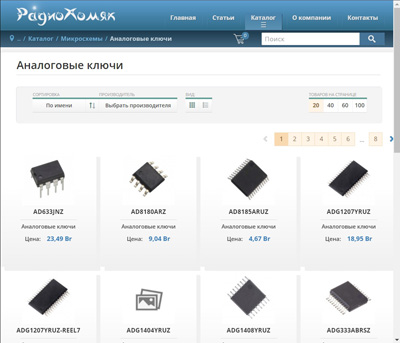 РадиоХомяк
Главная Статьи Каталог О компании Контакты
.. / Каталог / Микросхемы / Аналоговые ключи
0
Поиск
Аналоговые ключи
СОРТИРОВКА ПРОИЗВОДИТЕЛЬ ВИД ТОВАРОВ НА СТРАНИЦЕ
По имени Выбрать производителя 20 40 60 100
< 1 2 3 4 5 6 ... 8 >
AD633JNZ AD8180ARZ AD8185ARUZ ADG1207YRUZ
Аналоговые ключи Аналоговые ключи Аналоговые ключи Аналоговые ключи
Цена: 23,49 Br Цена: 9,04 Br Цена: 4,67 Br Цена: 18,95 Br
ADG1207YRUZ-REEL7 ADG1404YRUZ ADG1408YRUZ ADG333ABRSZ